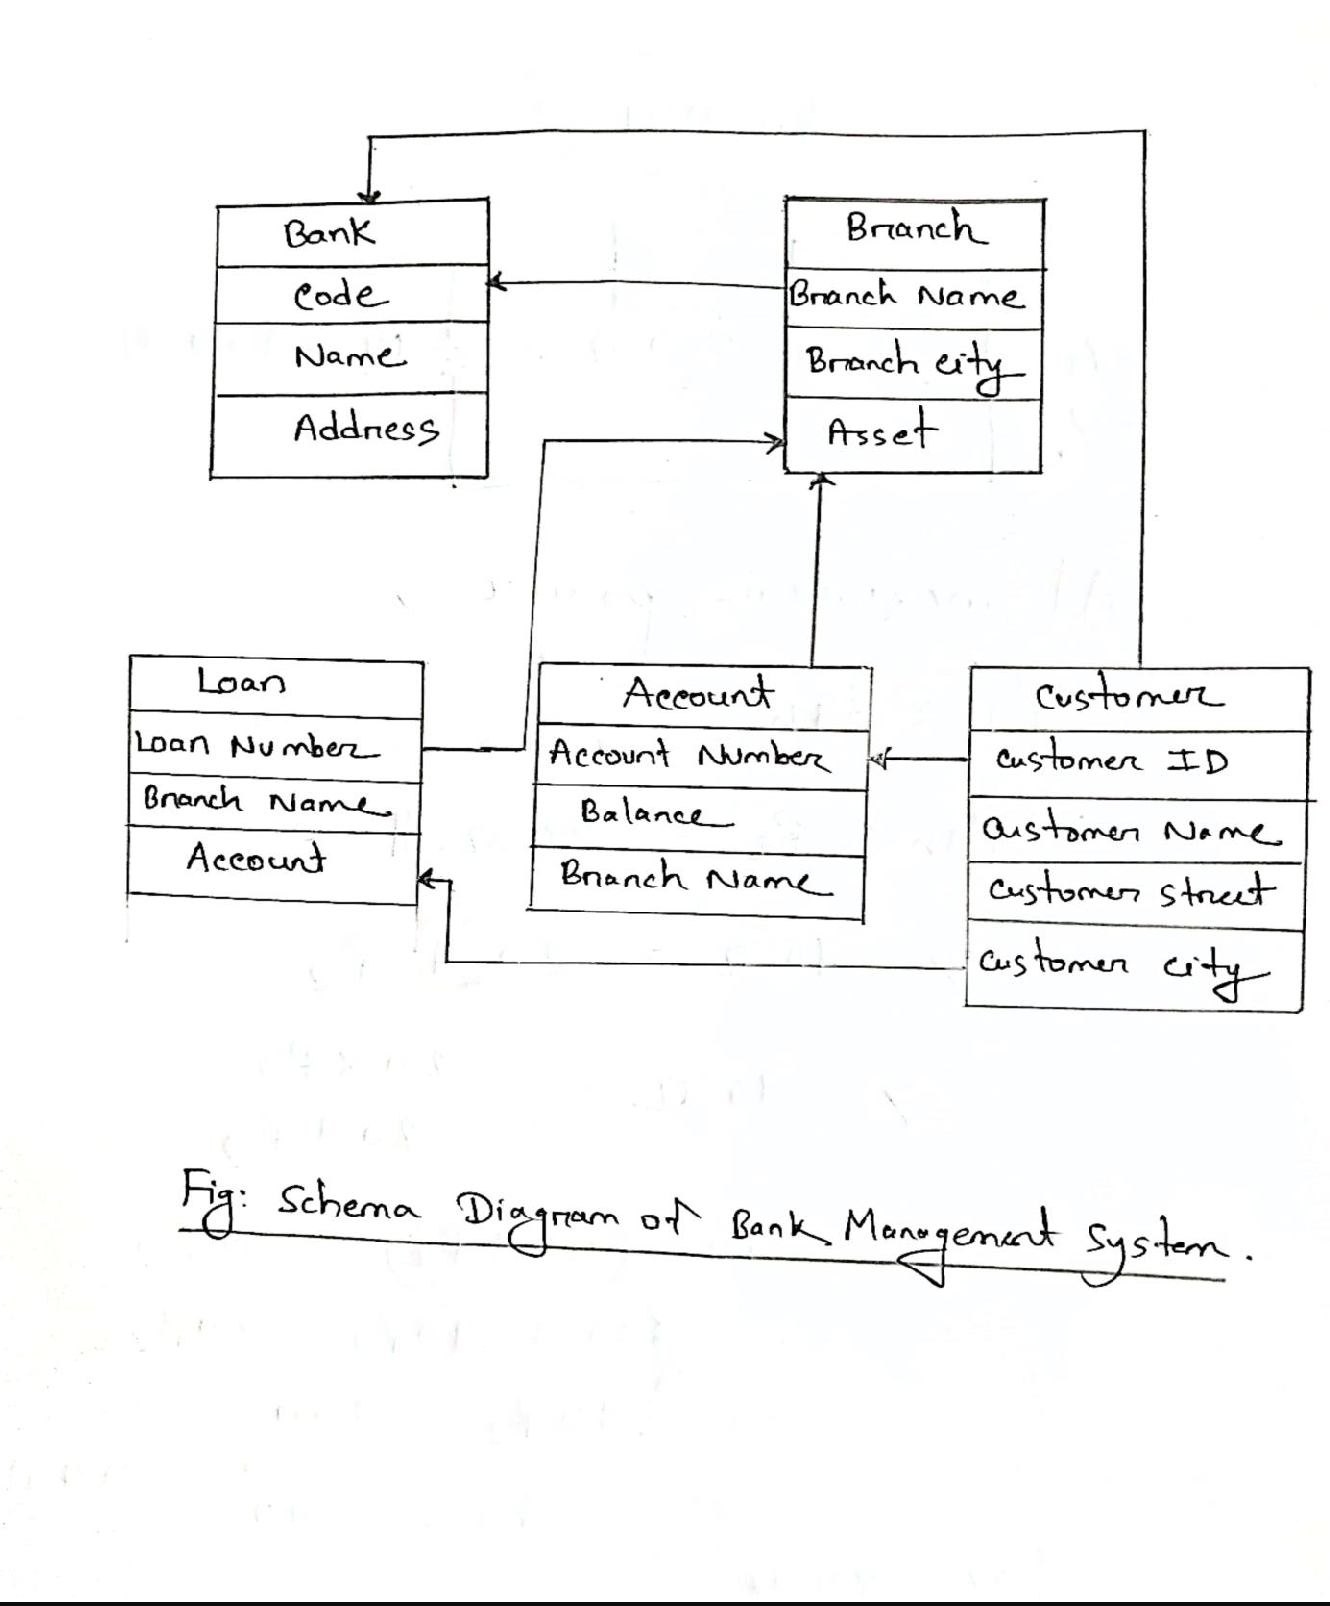 Bank
Code
Name
Address
Branch
Branch Name
Branch city
Asset
Loan
Loan Number
Branch Name
Account
Account
Account Number
Balance
Branch Name
Customer
Customer ID
Customer Name
Customer street
Customer city
Fig: Schema Diagram of Bank Management System.